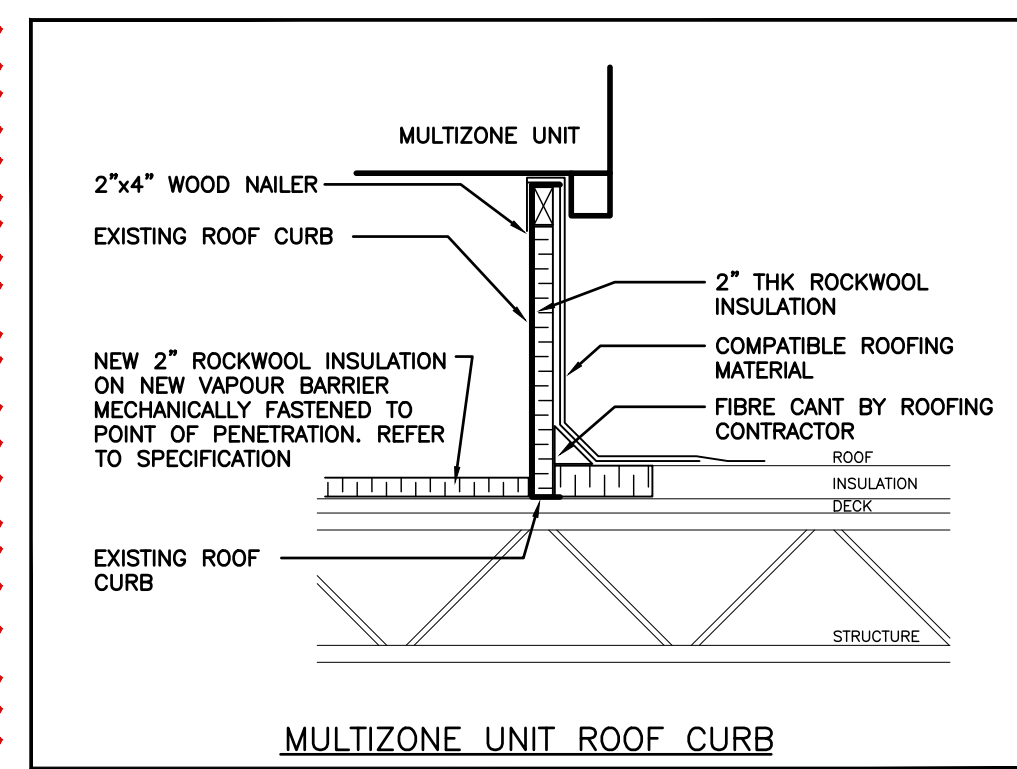 MULTIZONE UNIT
2"x4" WOOD NAILER
EXISTING ROOF CURB
2" THK ROCKWOOL
INSULATION
COMPATIBLE ROOFING
MATERIAL
NEW 2" ROCKWOOL INSULATION
ON NEW VAPOUR BARRIER
MECHANICALLY FASTENED TO
POINT OF PENETRATION. REFER
TO SPECIFICATION
FIBRE CANT BY ROOFING
CONTRACTOR
ROOF
INSULATION
DECK
EXISTING ROOF
CURB
STRUCTURE
MULTIZONE UNIT ROOF CURB